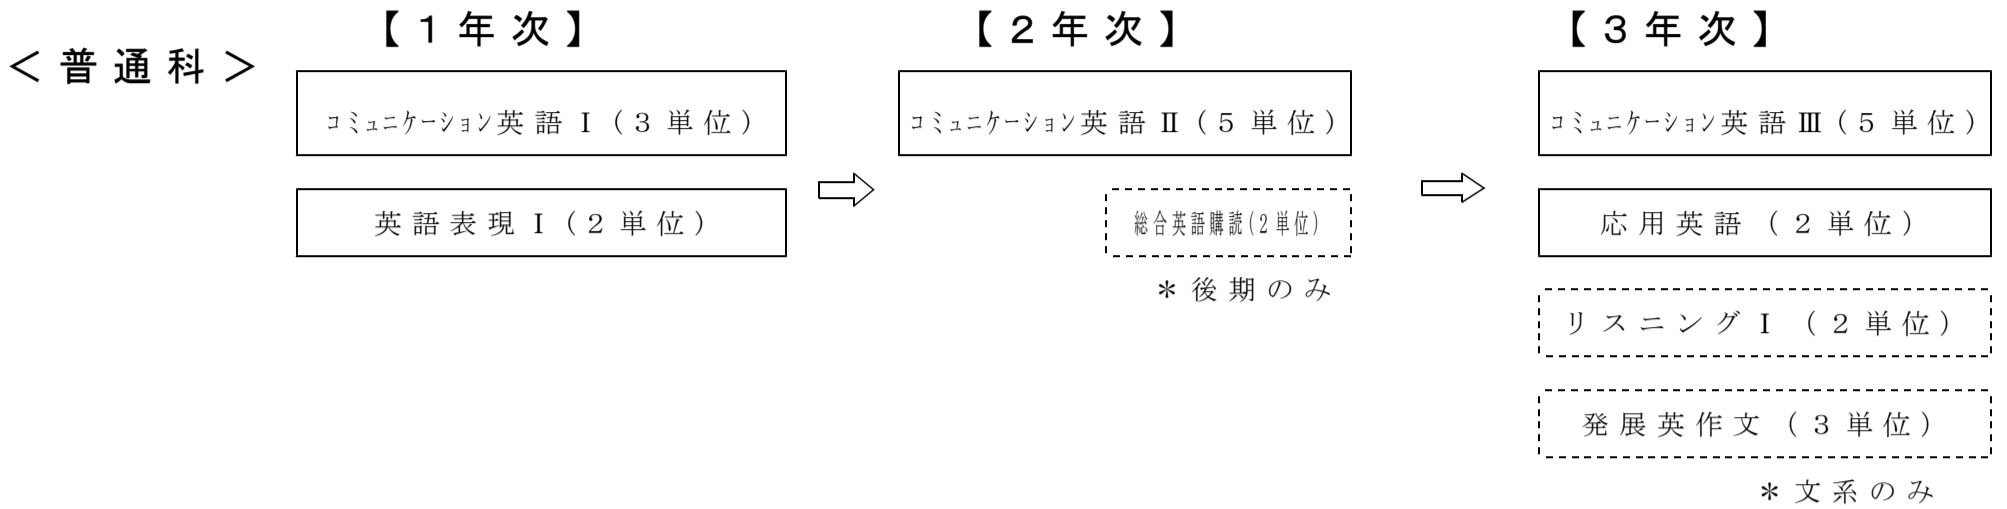 【１年次】
【２年次】
【３年次】
＜普通科＞
コミュニケーション英語Ⅰ（３単位）
コミュニケーション英語Ⅱ（５単位）
コミュニケーション英語Ⅲ（５単位）
英語表現Ⅰ（２単位）
総合英語購読(２単位)
応用英語（２単位）
＊後期のみ
リスニングⅠ（２単位）
発展英作文（３単位）
＊文系のみ